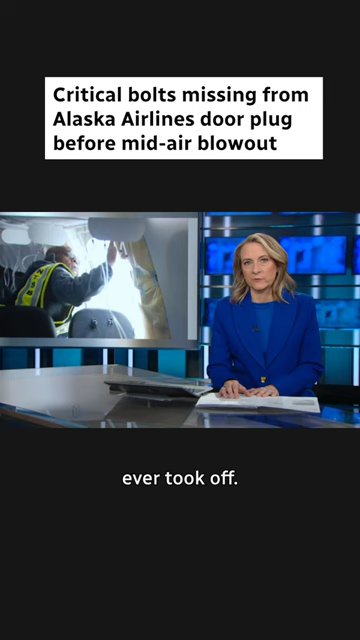 Critical bolts missing from
Alaska Airlines door plug
before mid-air blowout
ever took off.